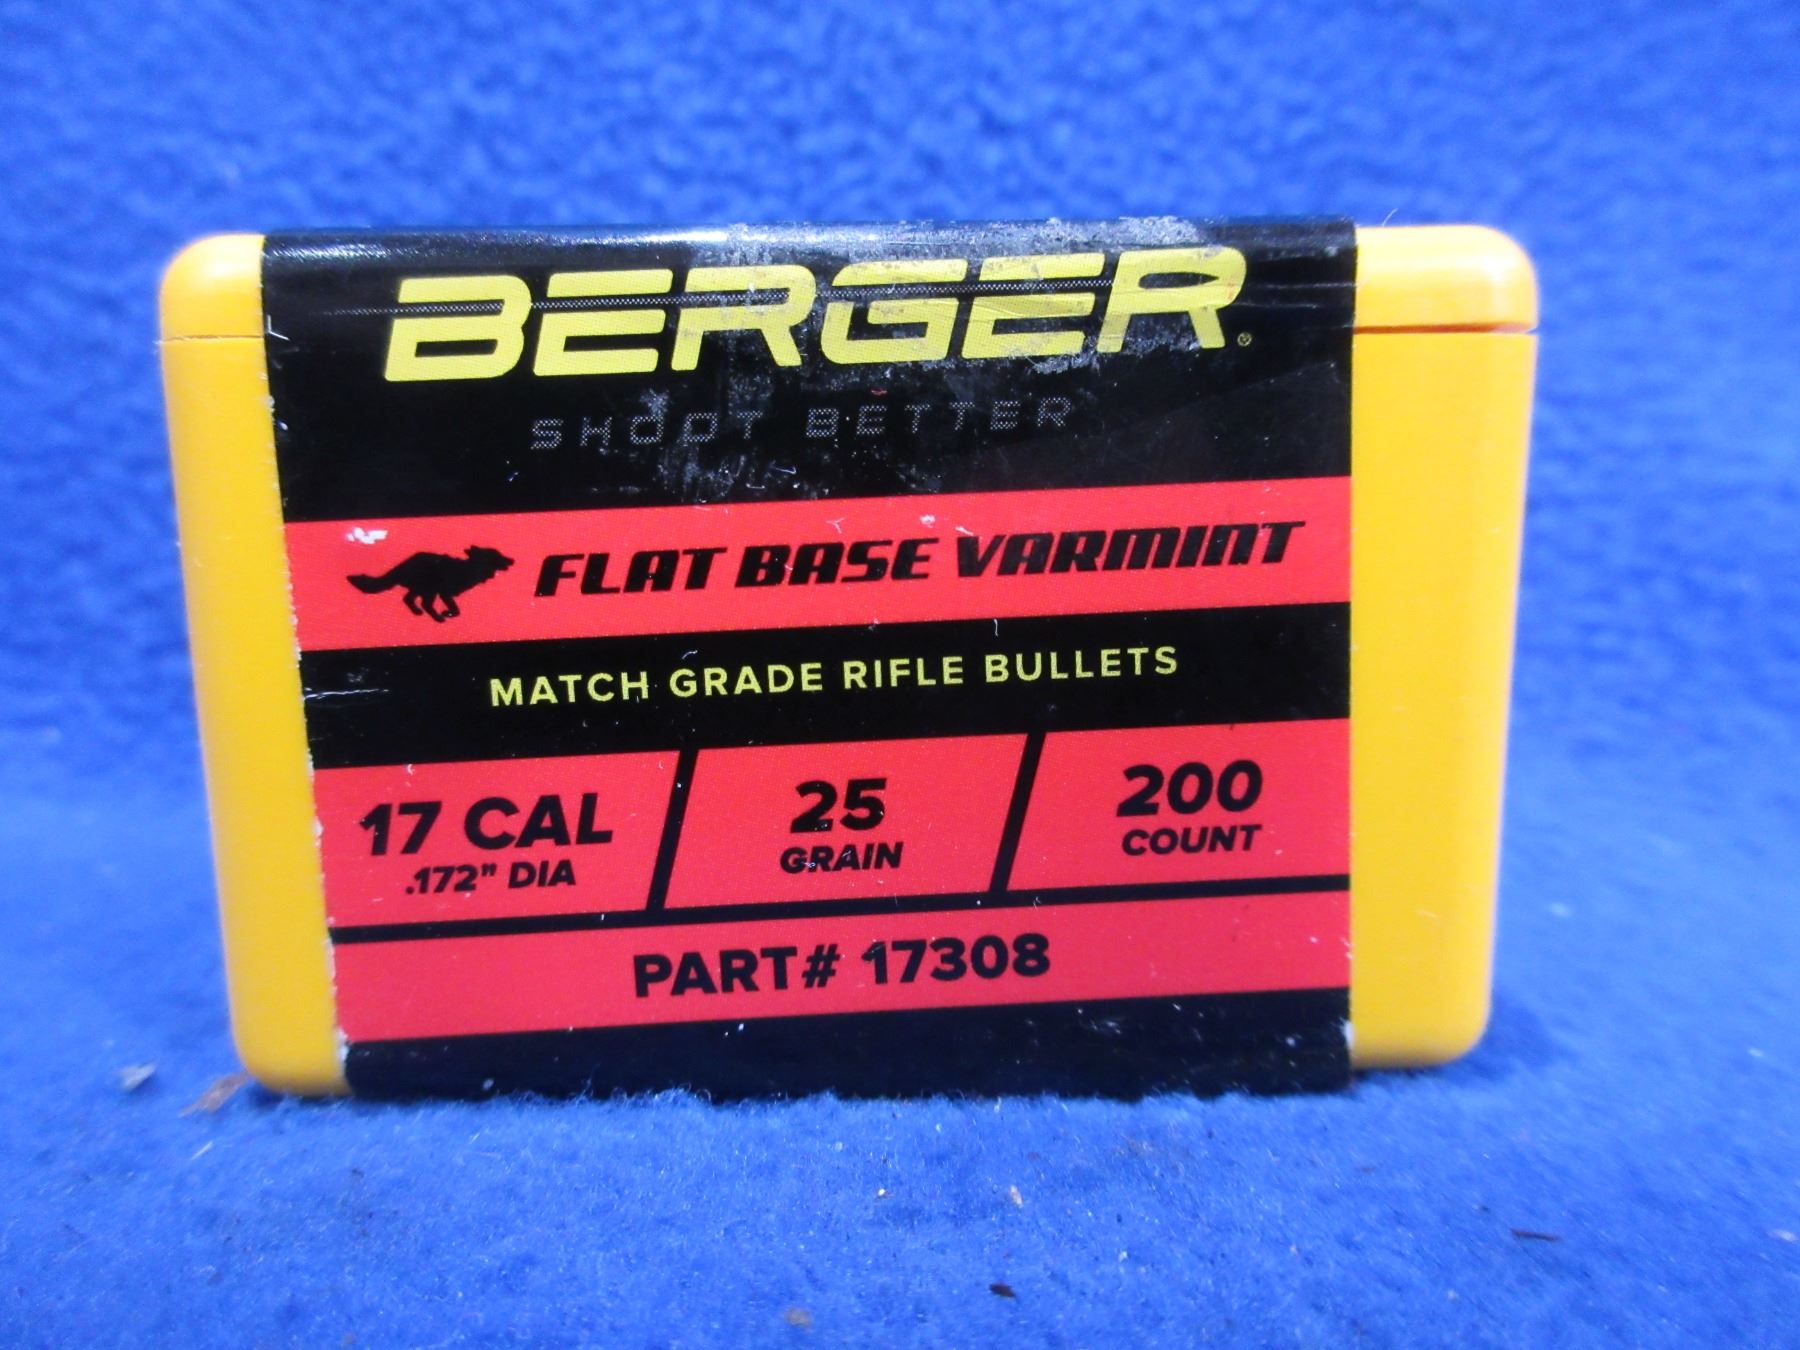 BERGER®
SHOOT BETTER
FLAT BASE VARMINT
MATCH GRADE RIFLE BULLETS
17 CAL
.172" DIA
25
GRAIN
200
COUNT
PART# 17308